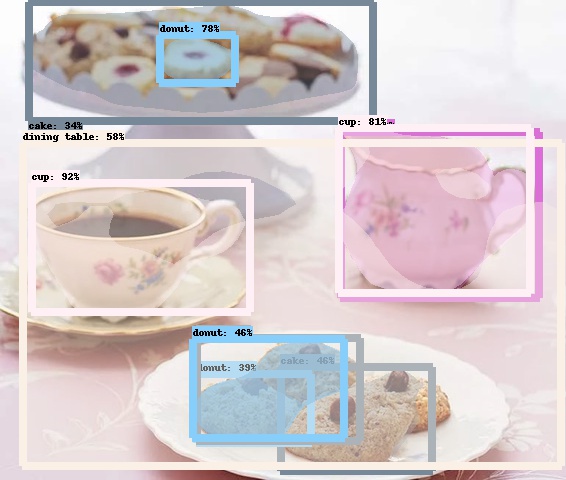 donut: 78%
cake: 34%
cup: 81%
dining table: 58%
cup: 92%
donut: 46%
cake: 46%
donut: 39%